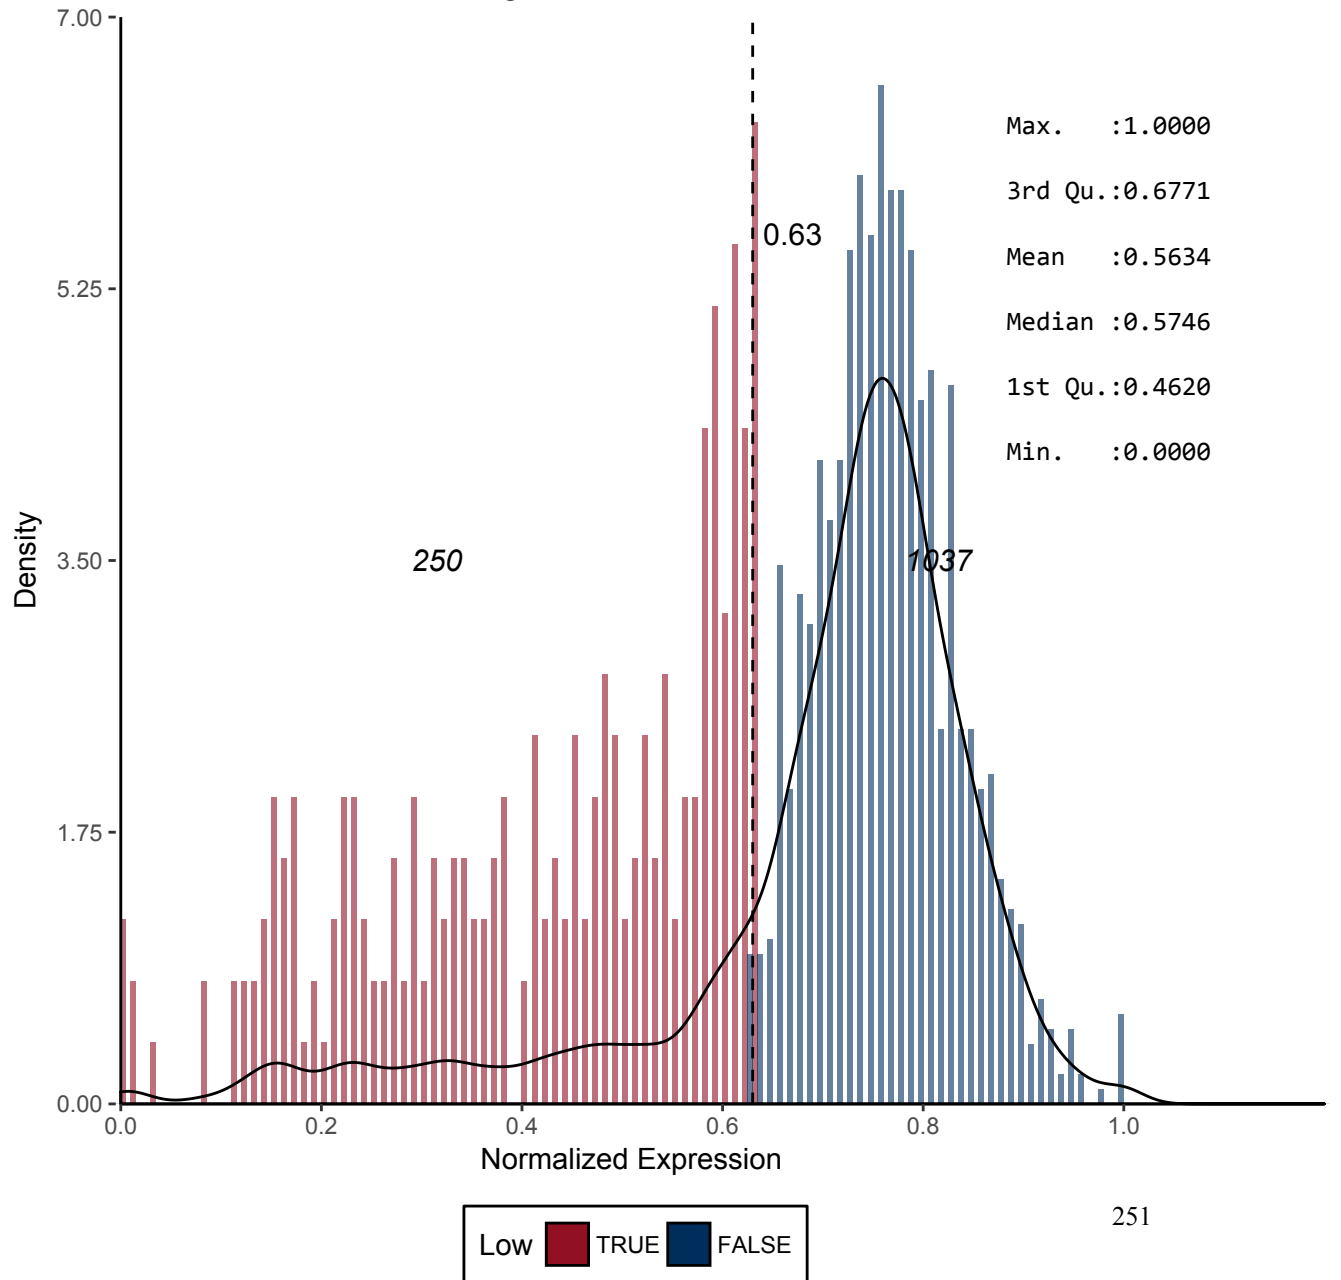 7.00
5.25
3.50
1.75
0.00
Density
0.63
250
1037
Max. :1.0000
3rd Qu.:0.6771
Mean :0.5634
Median :0.5746
1st Qu.:0.4620
Min. :0.0000
0.0 0.2 0.4 0.6 0.8 1.0
Normalized Expression
Low TRUE FALSE
251